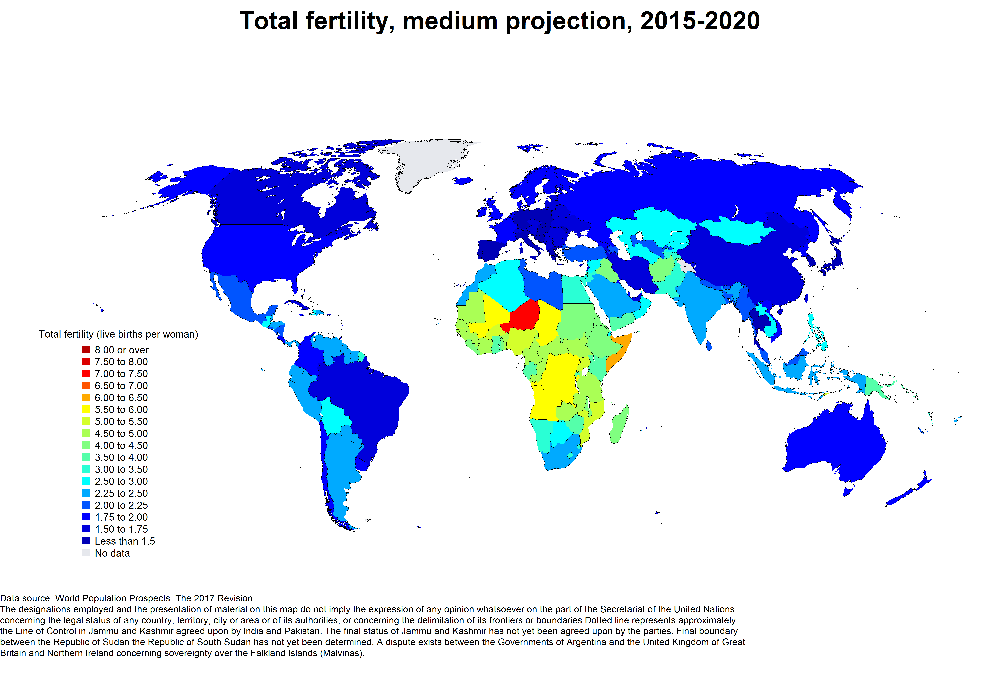 Total fertility, medium projection, 2015-2020
Total fertility (live births per woman)
8.00 or over
7.50 to 8.00
7.00 to 7.50
6.50 to 7.00
6.00 to 6.50
5.50 to 6.00
5.00 to 5.50
4.50 to 5.00
4.00 to 4.50
3.50 to 4.00
3.00 to 3.50
2.50 to 3.00
2.25 to 2.50
2.00 to 2.25
1.75 to 2.00
1.50 to 1.75
Less than 1.5
No data
Data source: World Population Prospects: The 2017 Revision.
The designations employed and the presentation of material on this map do not imply the expression of any opinion whatsoever on the part of the Secretariat of the United Nations
concerning the legal status of any country, territory, city or area or of its authorities, or concerning the delimitation of its frontiers or boundaries.Dotted line represents approximately
the Line of Control in Jammu and Kashmir agreed upon by India and Pakistan. The final status of Jammu and Kashmir has not yet been agreed upon by the parties. Final boundary
between the Republic of Sudan the Republic of South Sudan has not yet been determined. A dispute exists between the Governments of Argentina and the United Kingdom of Great
Britain and Northern Ireland concerning sovereignty over the Falkland Islands (Malvinas).